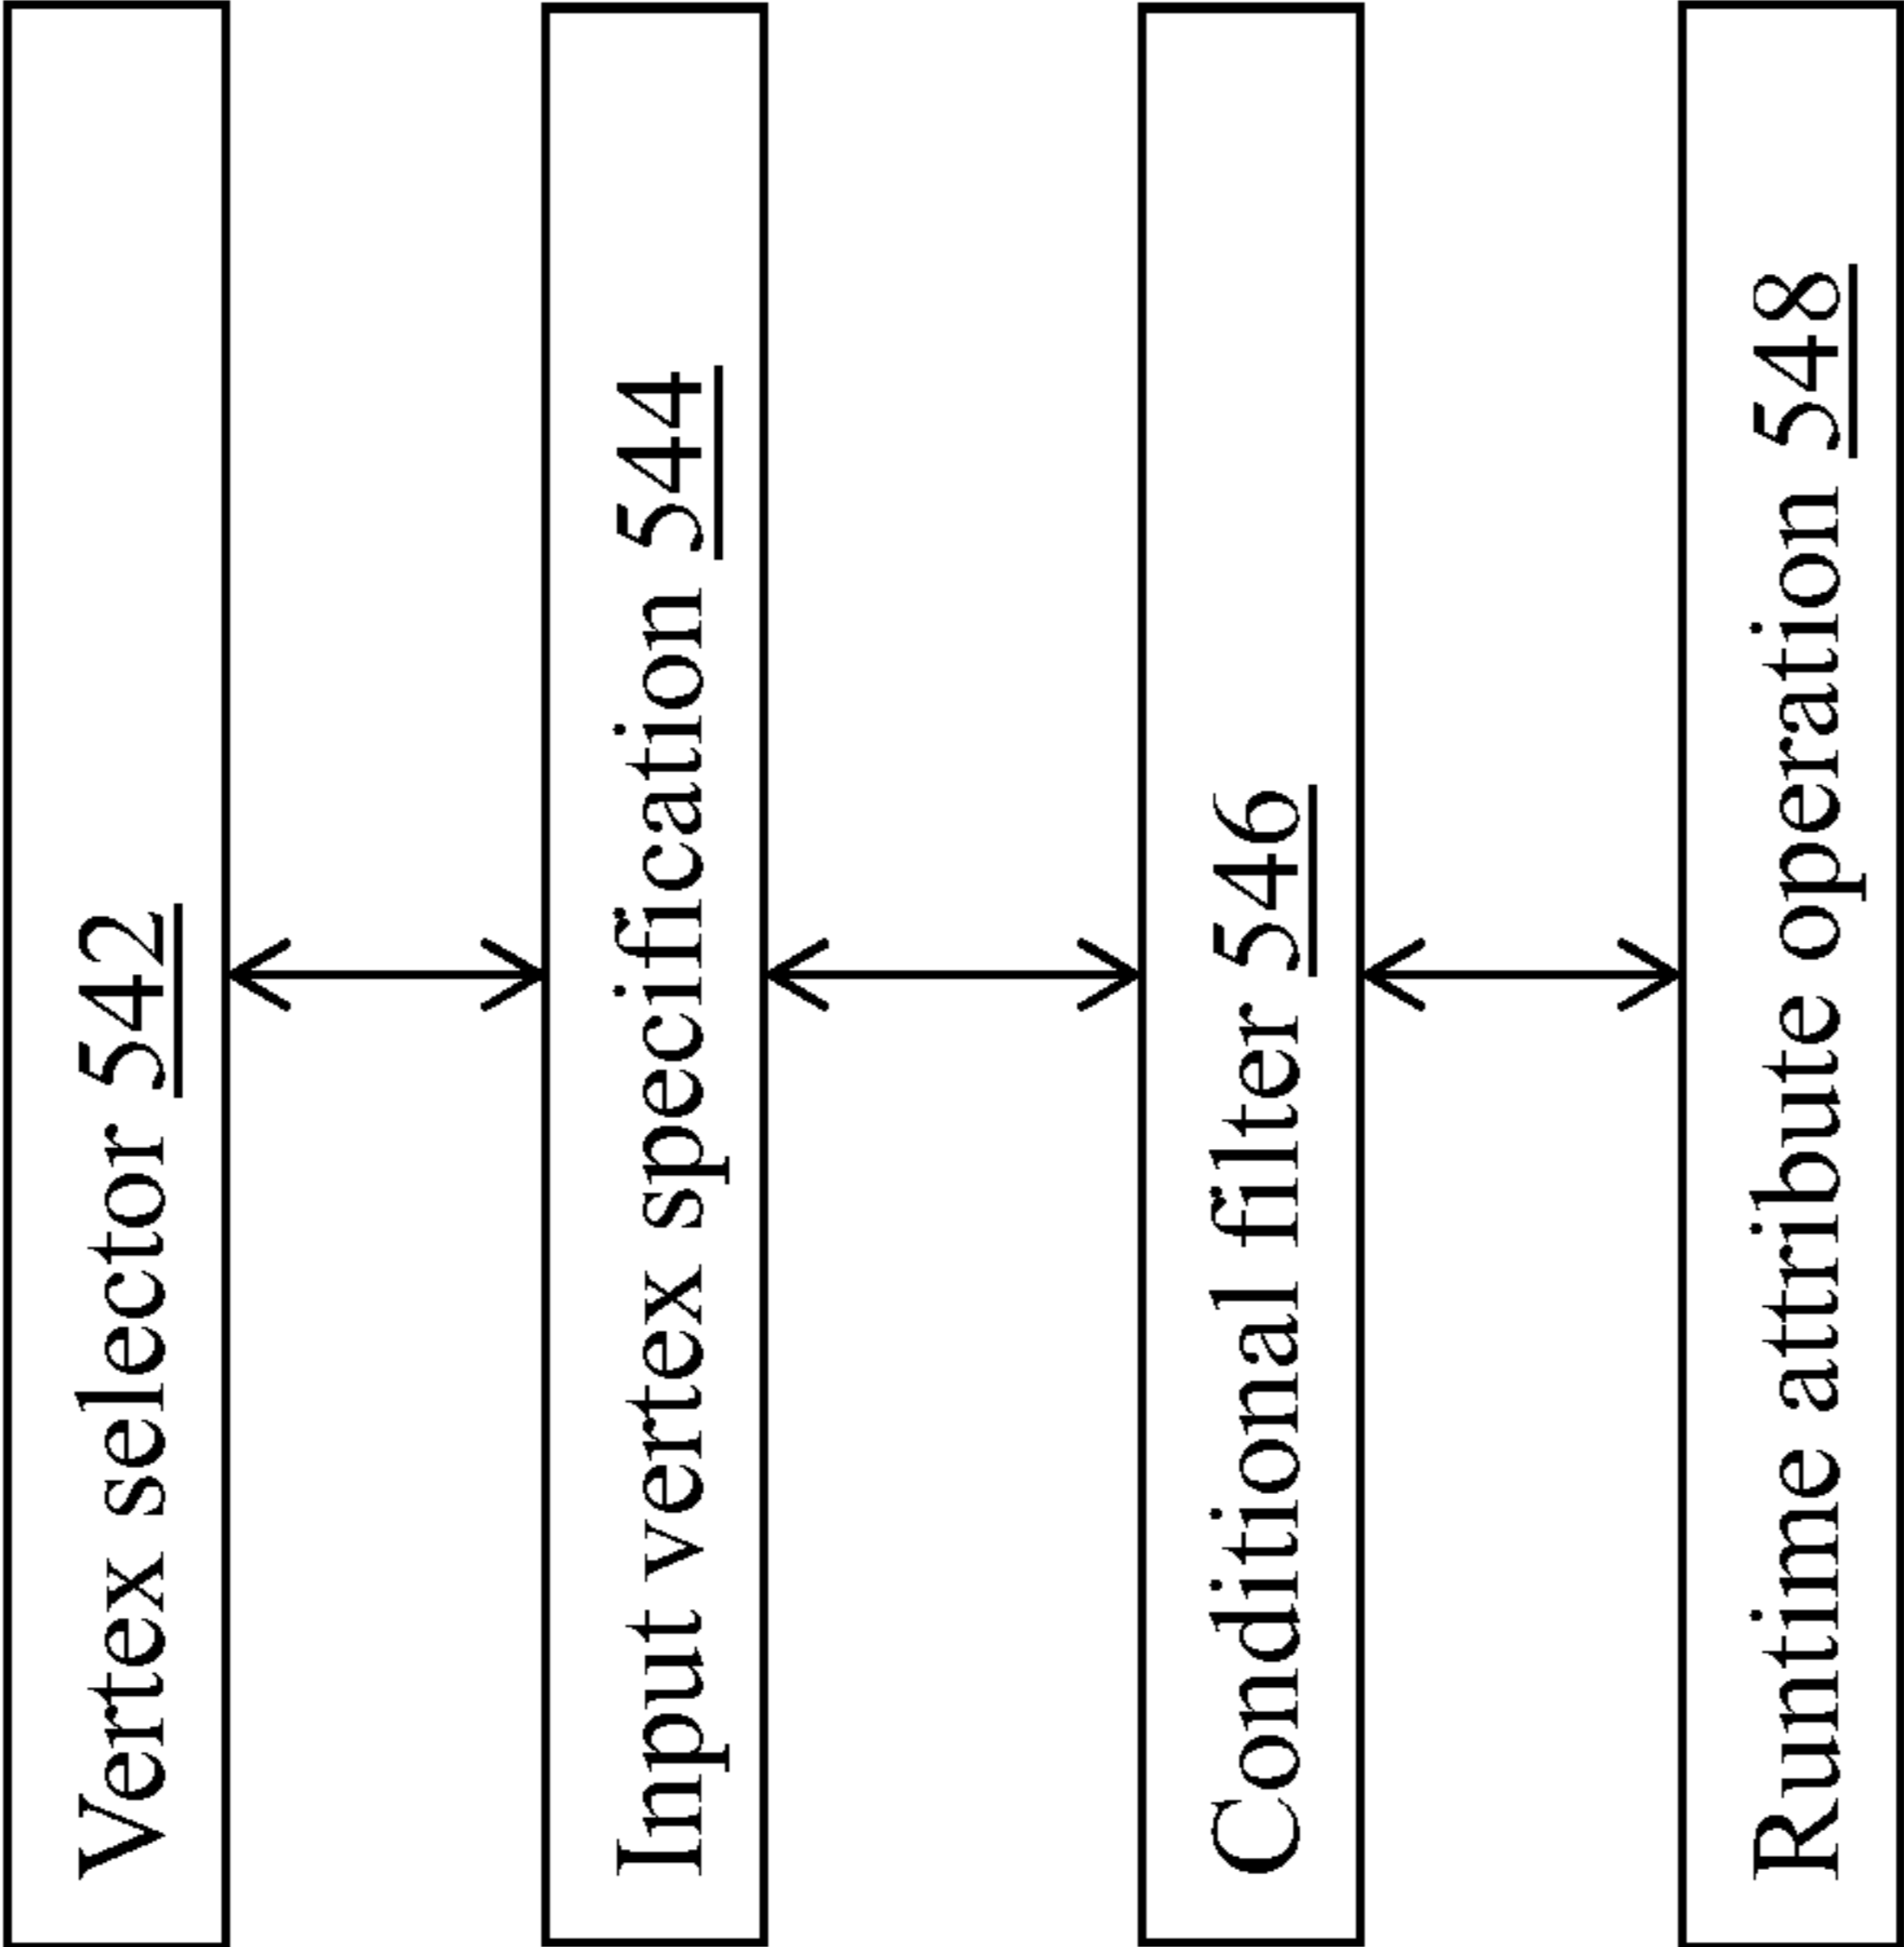 Vertex selector 542
Input vertex specification 544
Conditional filter 546
Runtime attribute operation 548